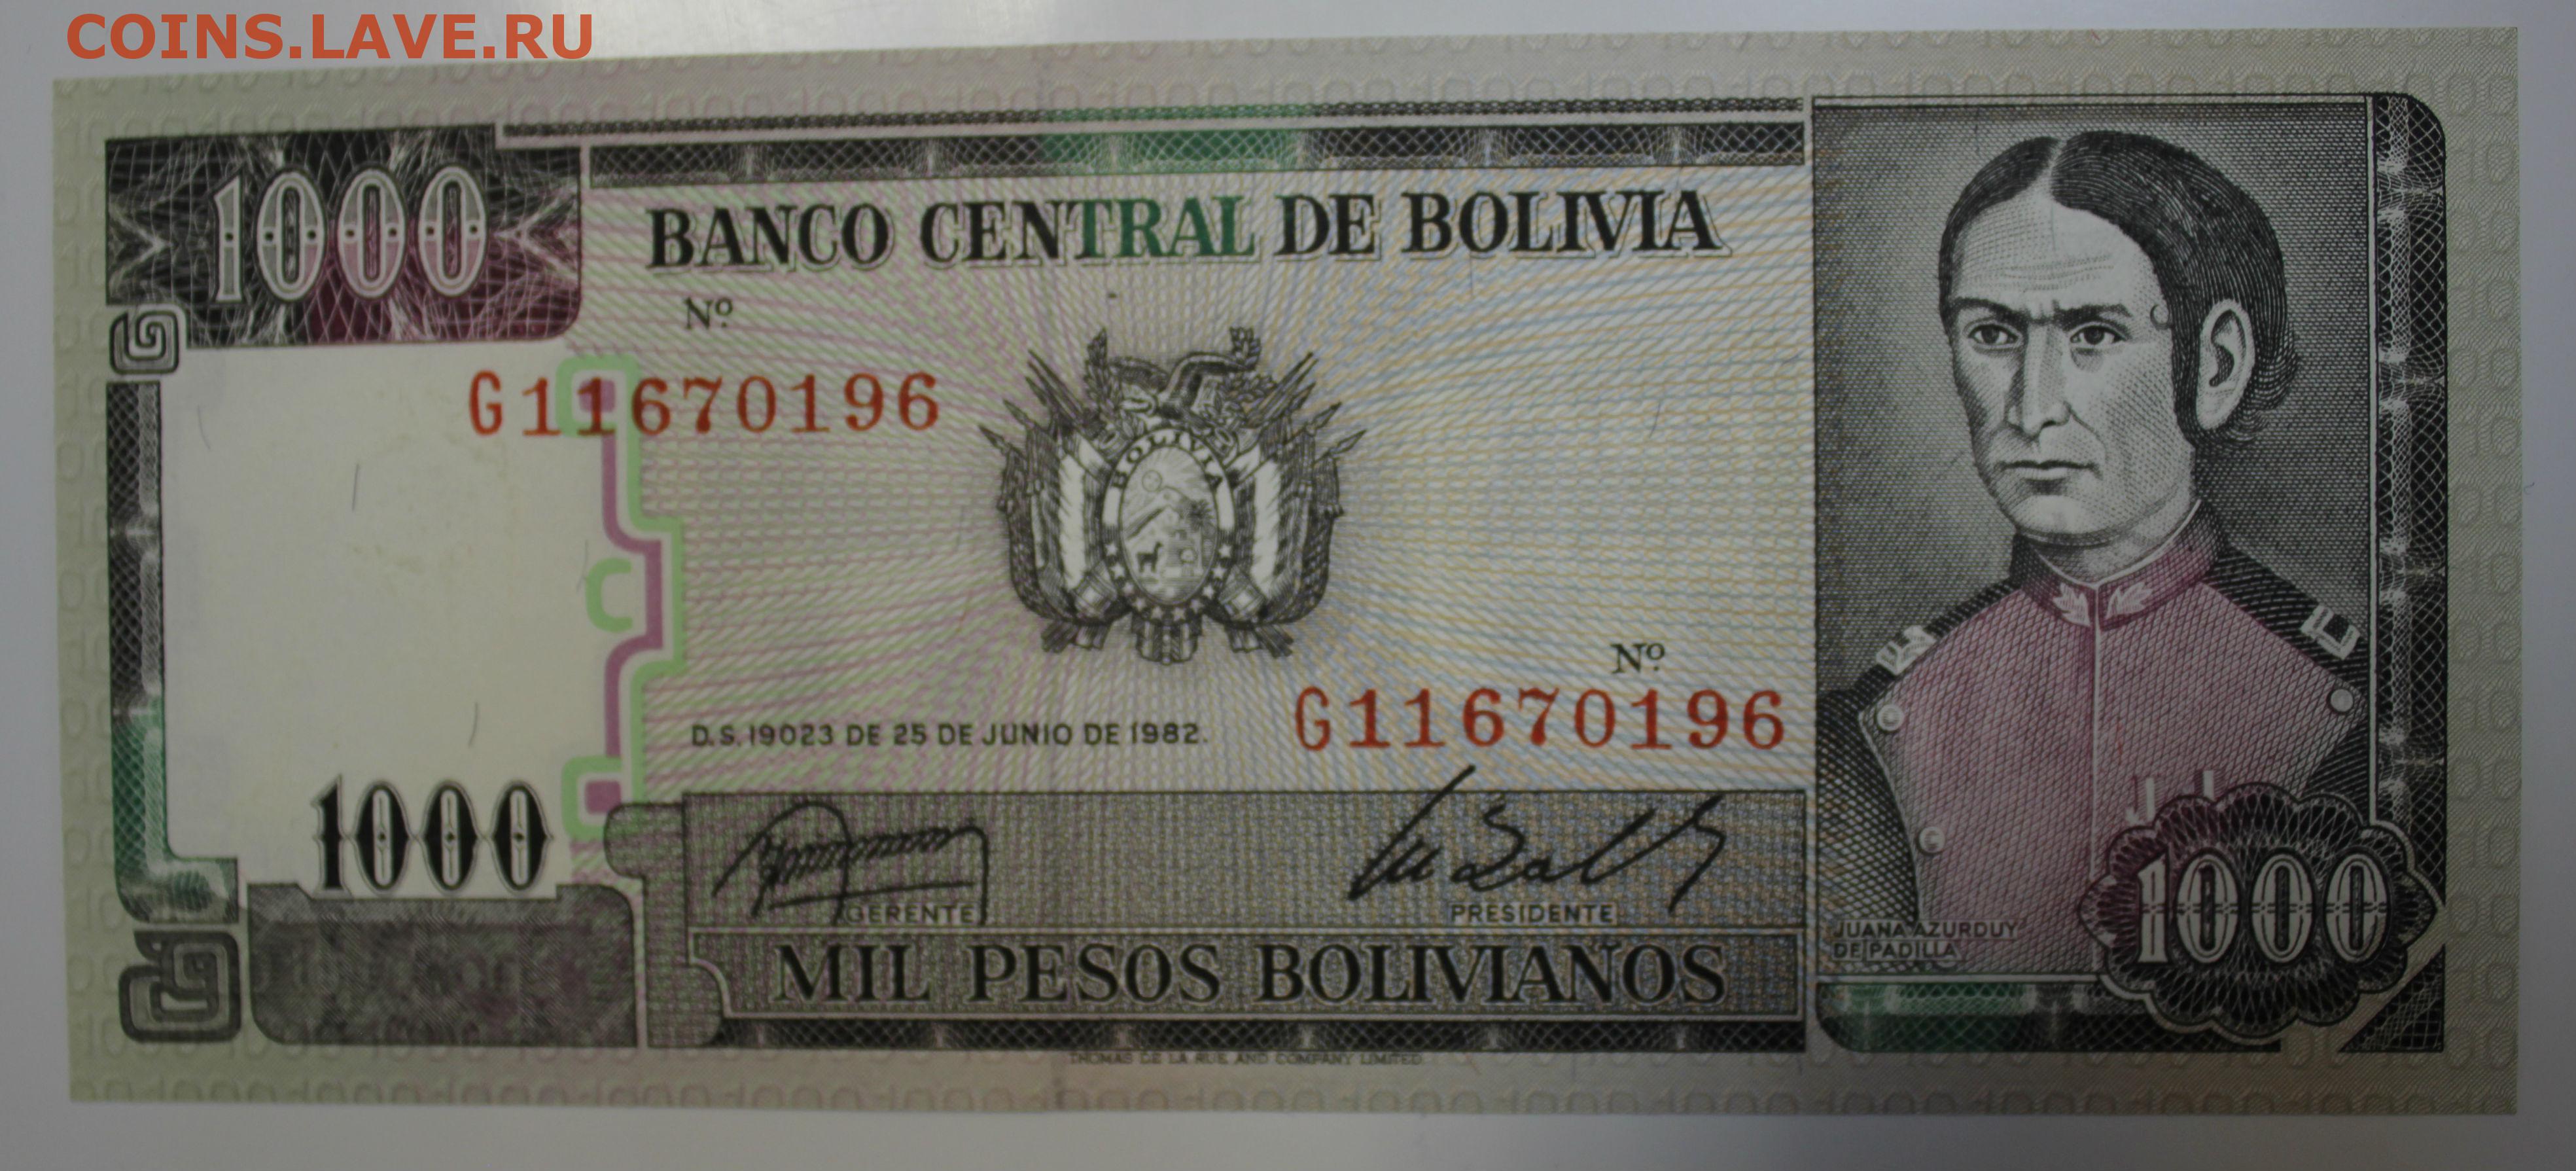 COINS.LAVE.RU
1000
BANCO CENTRAL DE BOLIVIA
Nº
G11670196
BOLIVIA
Nº
G11670196
D.S. 19023 DE 25 DE JUNIO DE 1982.
1000
GERENTE
PRESIDENTE
MIL PESOS BOLIVIANOS
JUANA AZURDUY
DE PADILLA
1000
THOMAS DE LA RUE AND COMPANY LIMITED